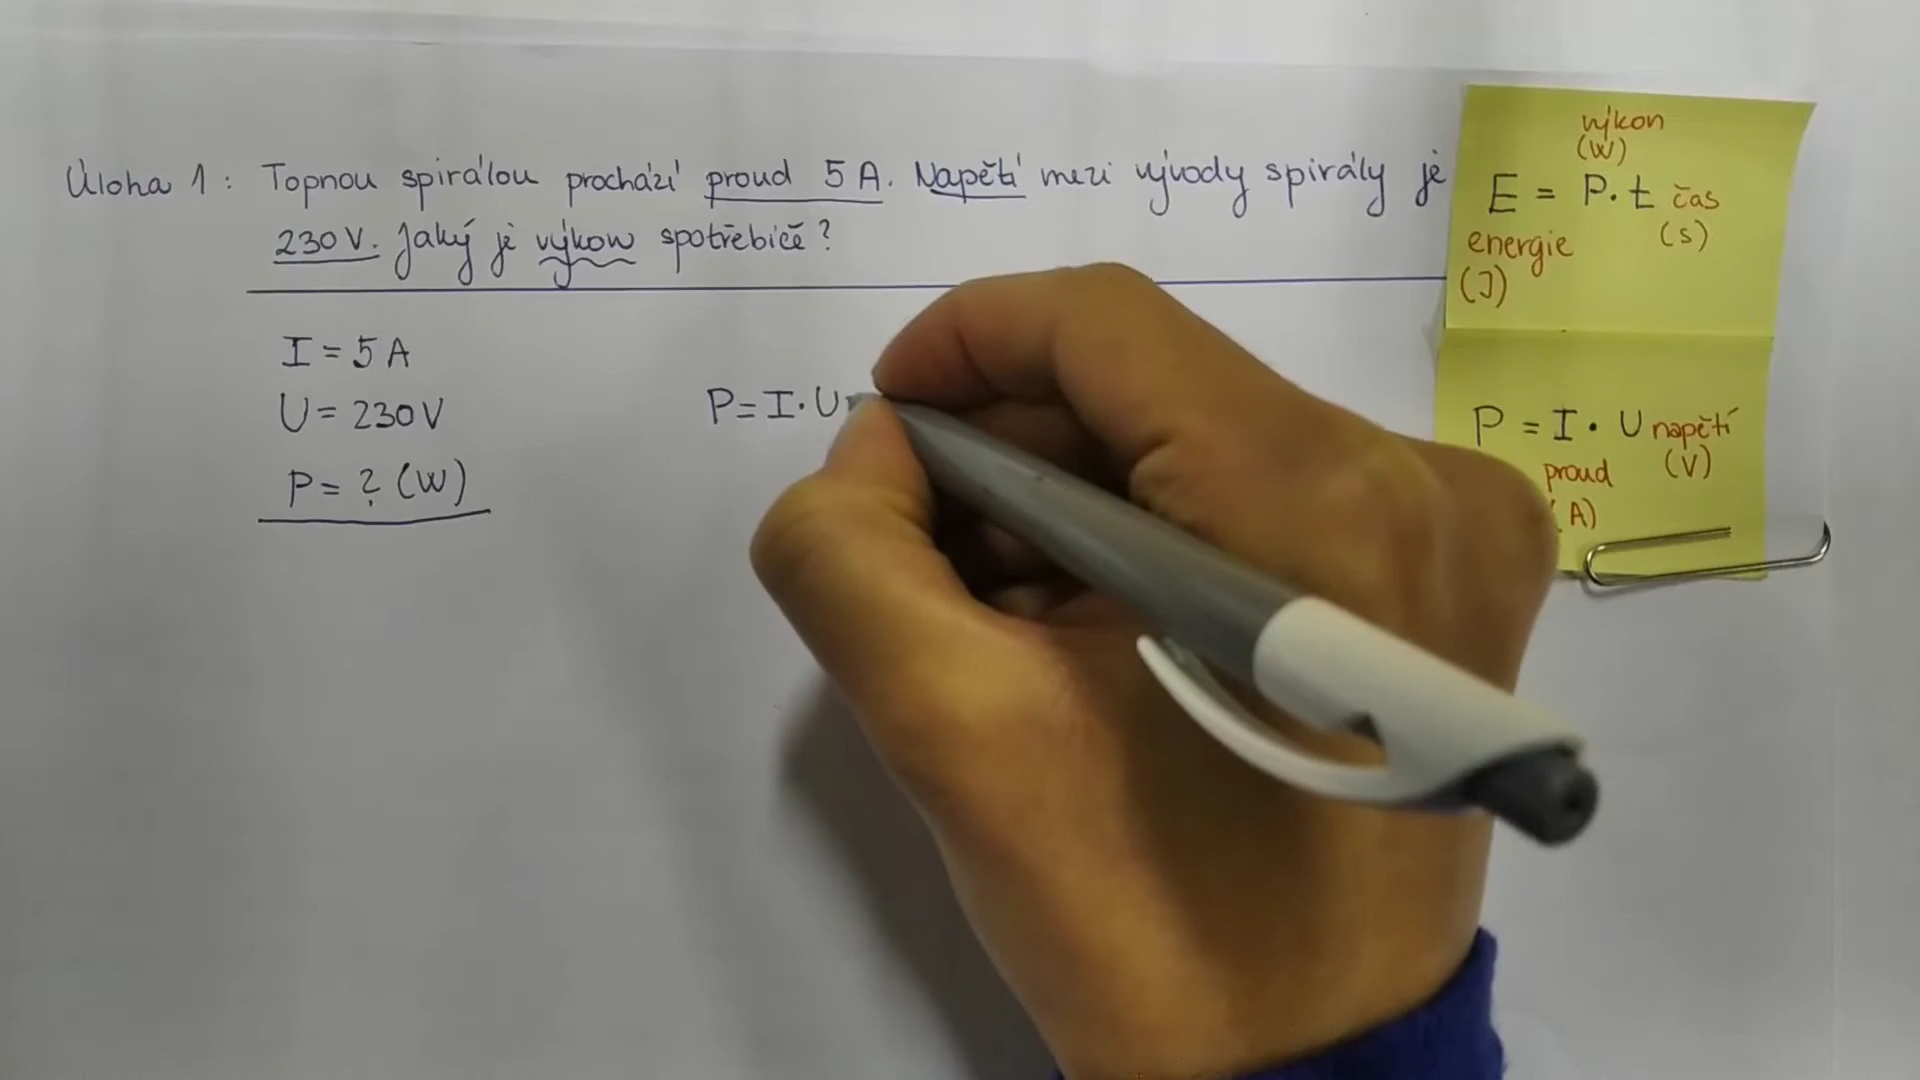 Úloha 1: Topnou spirálou prochází proud 5 A. Napětí mezi vývody spirály je
230 V. Jaký je výkon spotřebiče?
I = 5 A
U = 230 V
P = ? (W)
P = I · U
výkon
(W)
E = P. t čas
energie (s)
(J)
P = I · U napětí
proud (V)
(A)